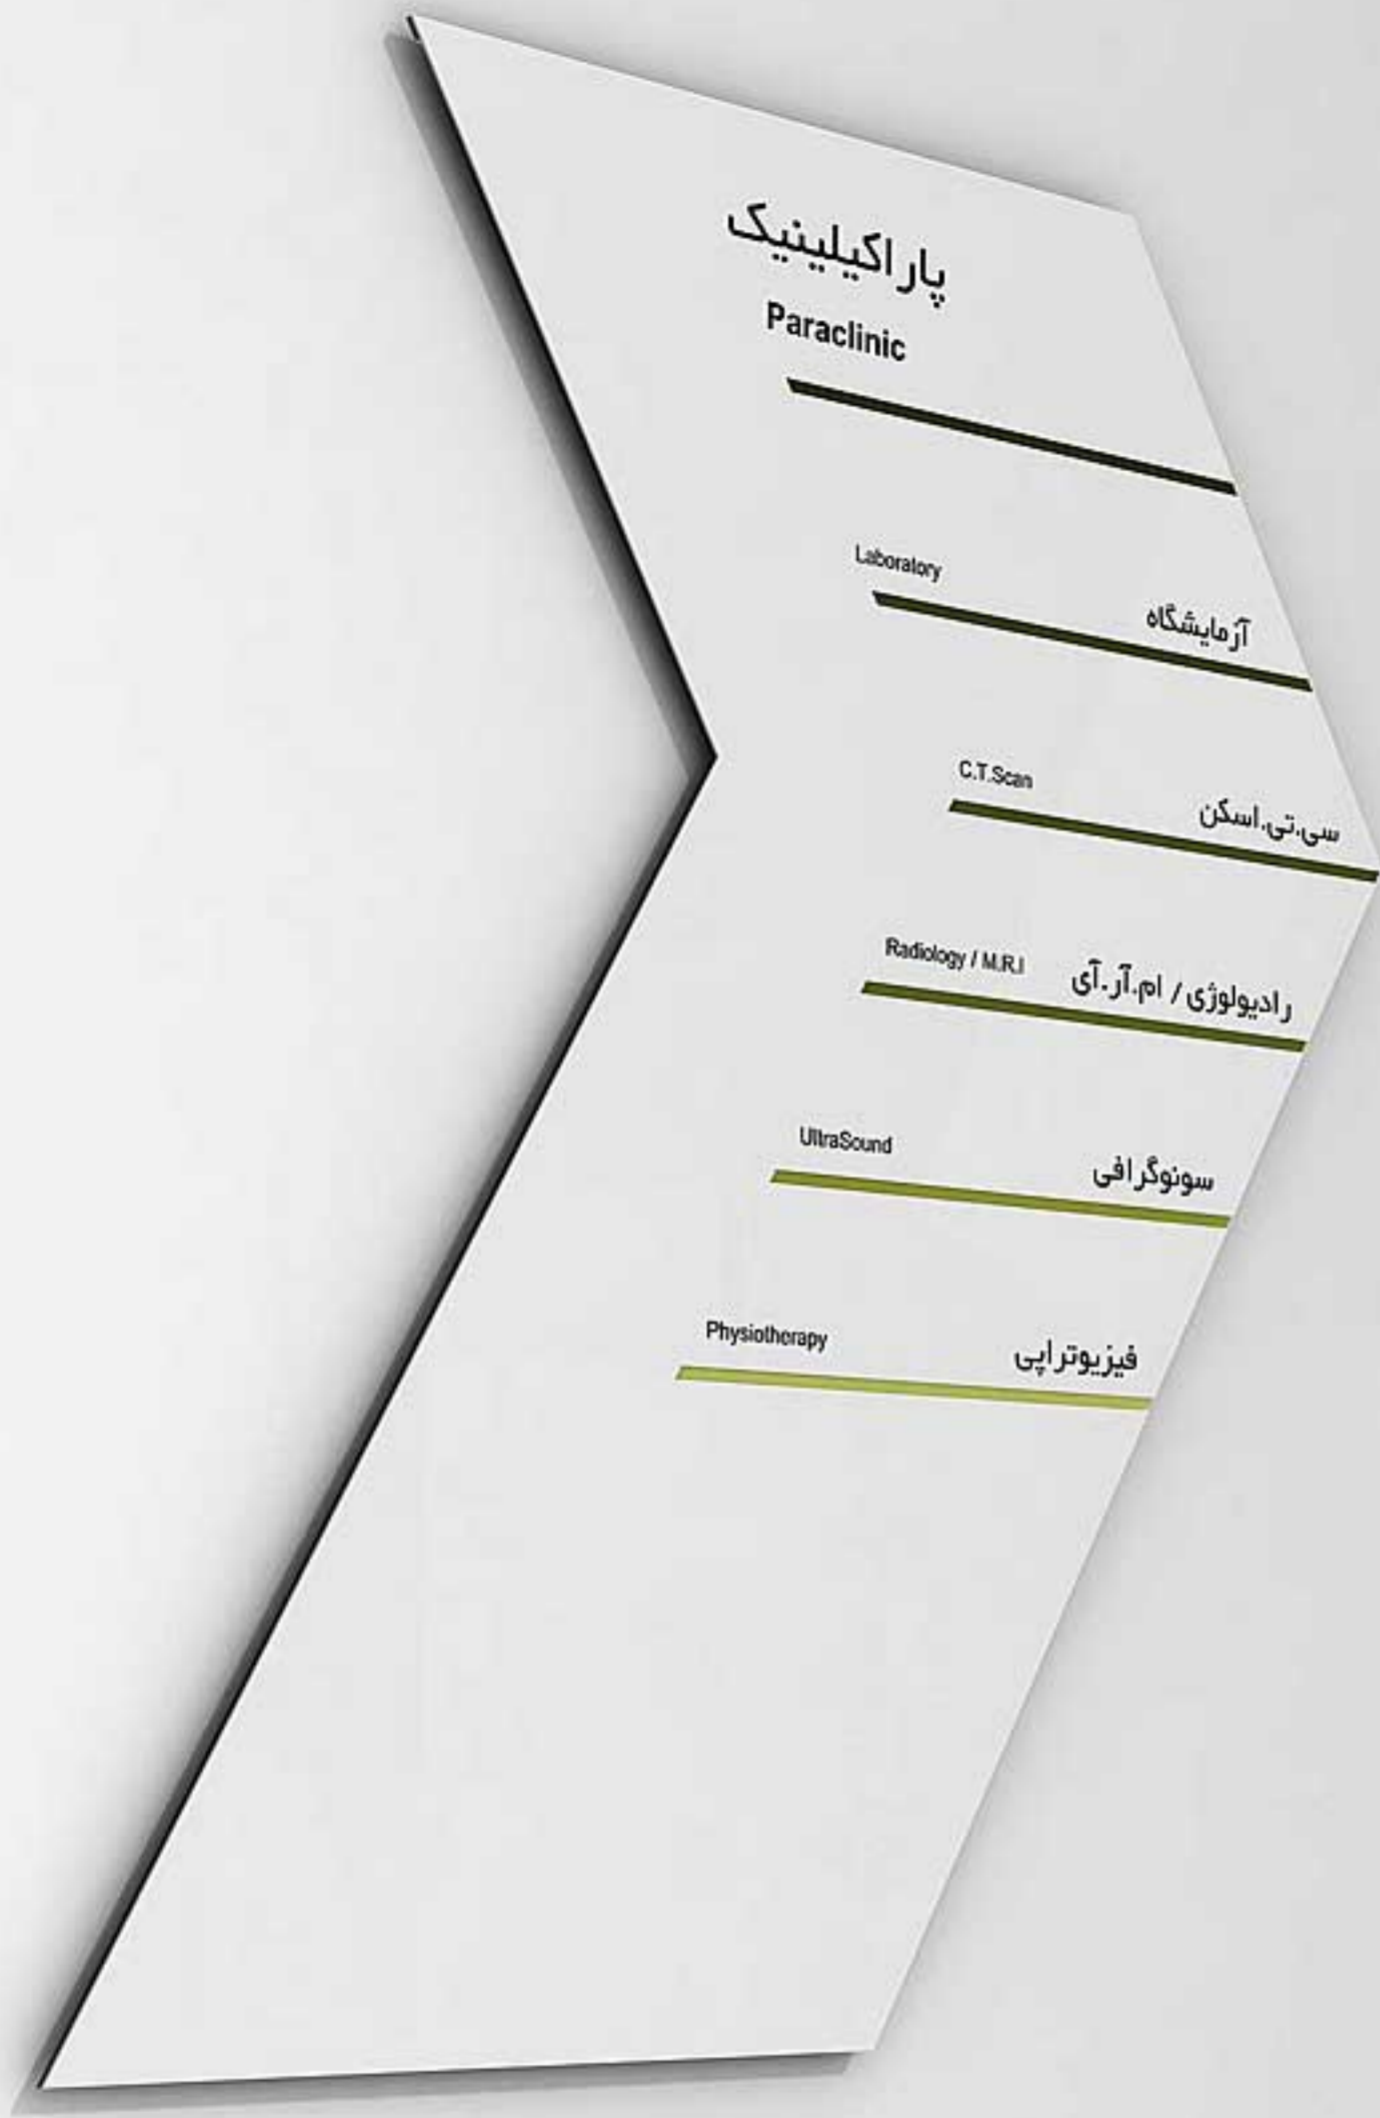 پاراکیلینیک
Paraclinic
Laboratory آزمایشگاه
C.T.Scan سی.تی.اسکن
Radiology / M.R.I رادیولوژی / ام.آر.آی
UltraSound سونوگرافی
Physiotherapy فیزیوتراپی